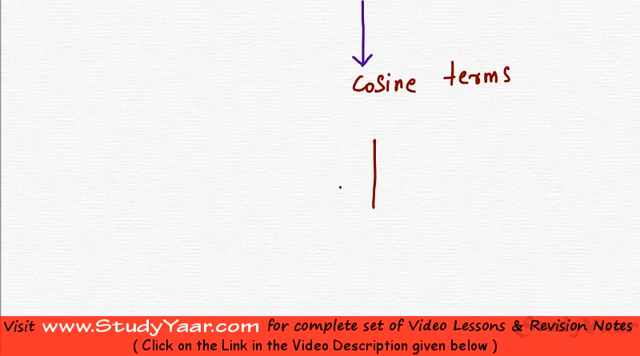 cosine terms
Visit www.StudyYaar.com for complete set of Video Lessons & Revision Notes
( Click on the Link in the Video Description given below )